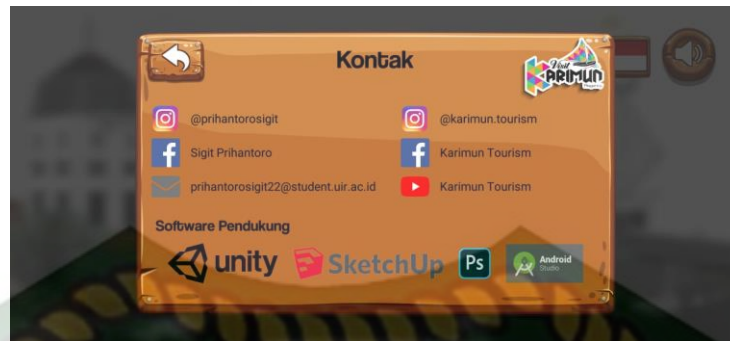 Kontak
Visit
KARIMUN
@prihantorosigit
@karimun.tourism
Sigit Prihantoro
Karimun Tourism
prihantorosigit22@student.uir.ac.id
Karimun Tourism
Software Pendukung
unity
SketchUp
Ps
Android
Studio